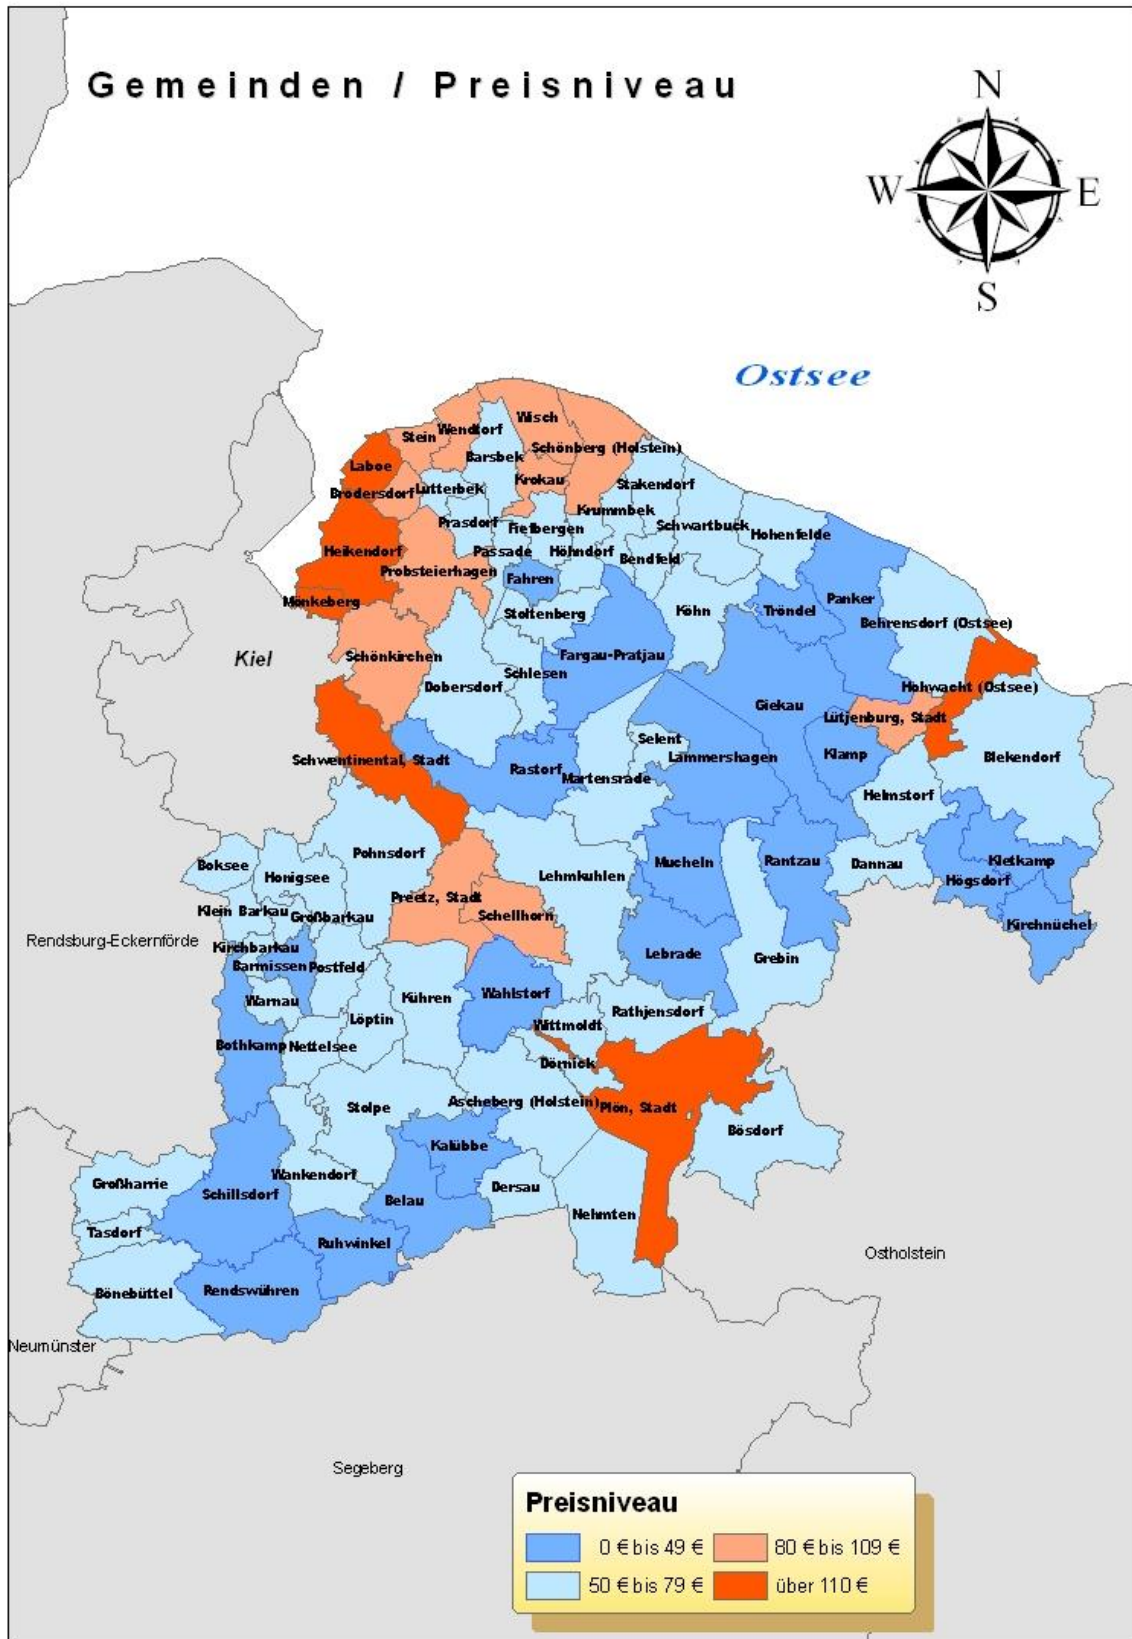 Gemeinden / Preisniveau
N
W
E
S
Ostsee
Wisch
Wendtorf
Stein
Schönberg (Holstein)
Barsbek
Laboe
Krokau
Brodersdorf
Lutterbek
Stakendorf
Krummbek
Prasdorf
Fiefbergen
Schwartbuck
Hohenfelde
Heikendorf
Passade
Höhndorf
Bendfeld
Probsteierhagen
Fahren
Mönkeberg
Panker
Stoltenberg
Köhn
Tröndel
Behrensdorf (Ostsee)
Kiel
Schönkirchen
Fargau-Pratjau
Schlesen
Dobersdorf
Hohwacht (Ostsee)
Giekau
Lütjenburg, Stadt
Selent
Klamp
Schwentinental, Stadt
Lammershagen
Blekendorf
Rastorf
Martensrade
Helmstorf
Pohnsdorf
Boksee
Mucheln
Rantzau
Dannau
Kletkamp
Honigsee
Lehmkuhlen
Högsdorf
Preetz, Stadt
Klein Barkau
Großbarkau
Schellhorn
Kirchnüchel
Rendsburg-Eckernförde
Kirchbarkau
Lebrade
Grebin
Barmissen
Postfeld
Kühren
Wahlstorf
Warnau
Rathjensdorf
Löptin
Wittmoldt
Bothkamp
Nettelsee
Dörnick
Ascheberg (Holstein)
Plön, Stadt
Stolpe
Bösdorf
Kalübbe
Wankendorf
Großharrie
Dersau
Schillsdorf
Belau
Nehmten
Tasdorf
Ruhwinkel
Ostholstein
Bönebüttel
Rendswühren
Neumünster
Segeberg
Preisniveau
0 € bis 49 €
80 € bis 109 €
50 € bis 79 €
über 110 €